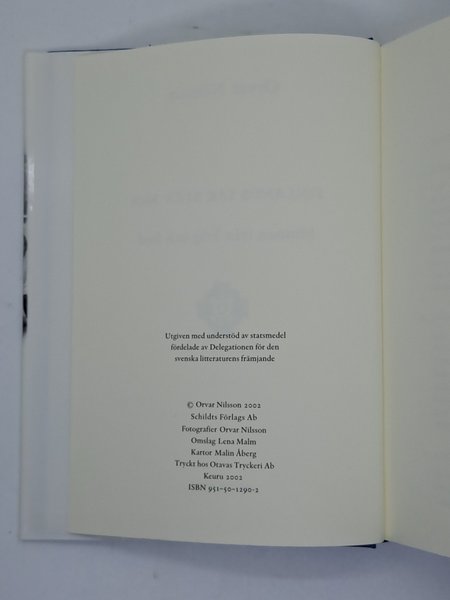 Utgiven med understöd av statsmedel
fördelade av Delegationen för den
svenska litteraturens främjande
© Orvar Nilsson 2002
Schildts Förlags Ab
Fotografier Orvar Nilsson
Omslag Lena Malm
Kartor Malin Åberg
Tryckt hos Otavas Tryckeri Ab
Keuru 2002
ISBN 951-50-1290-2